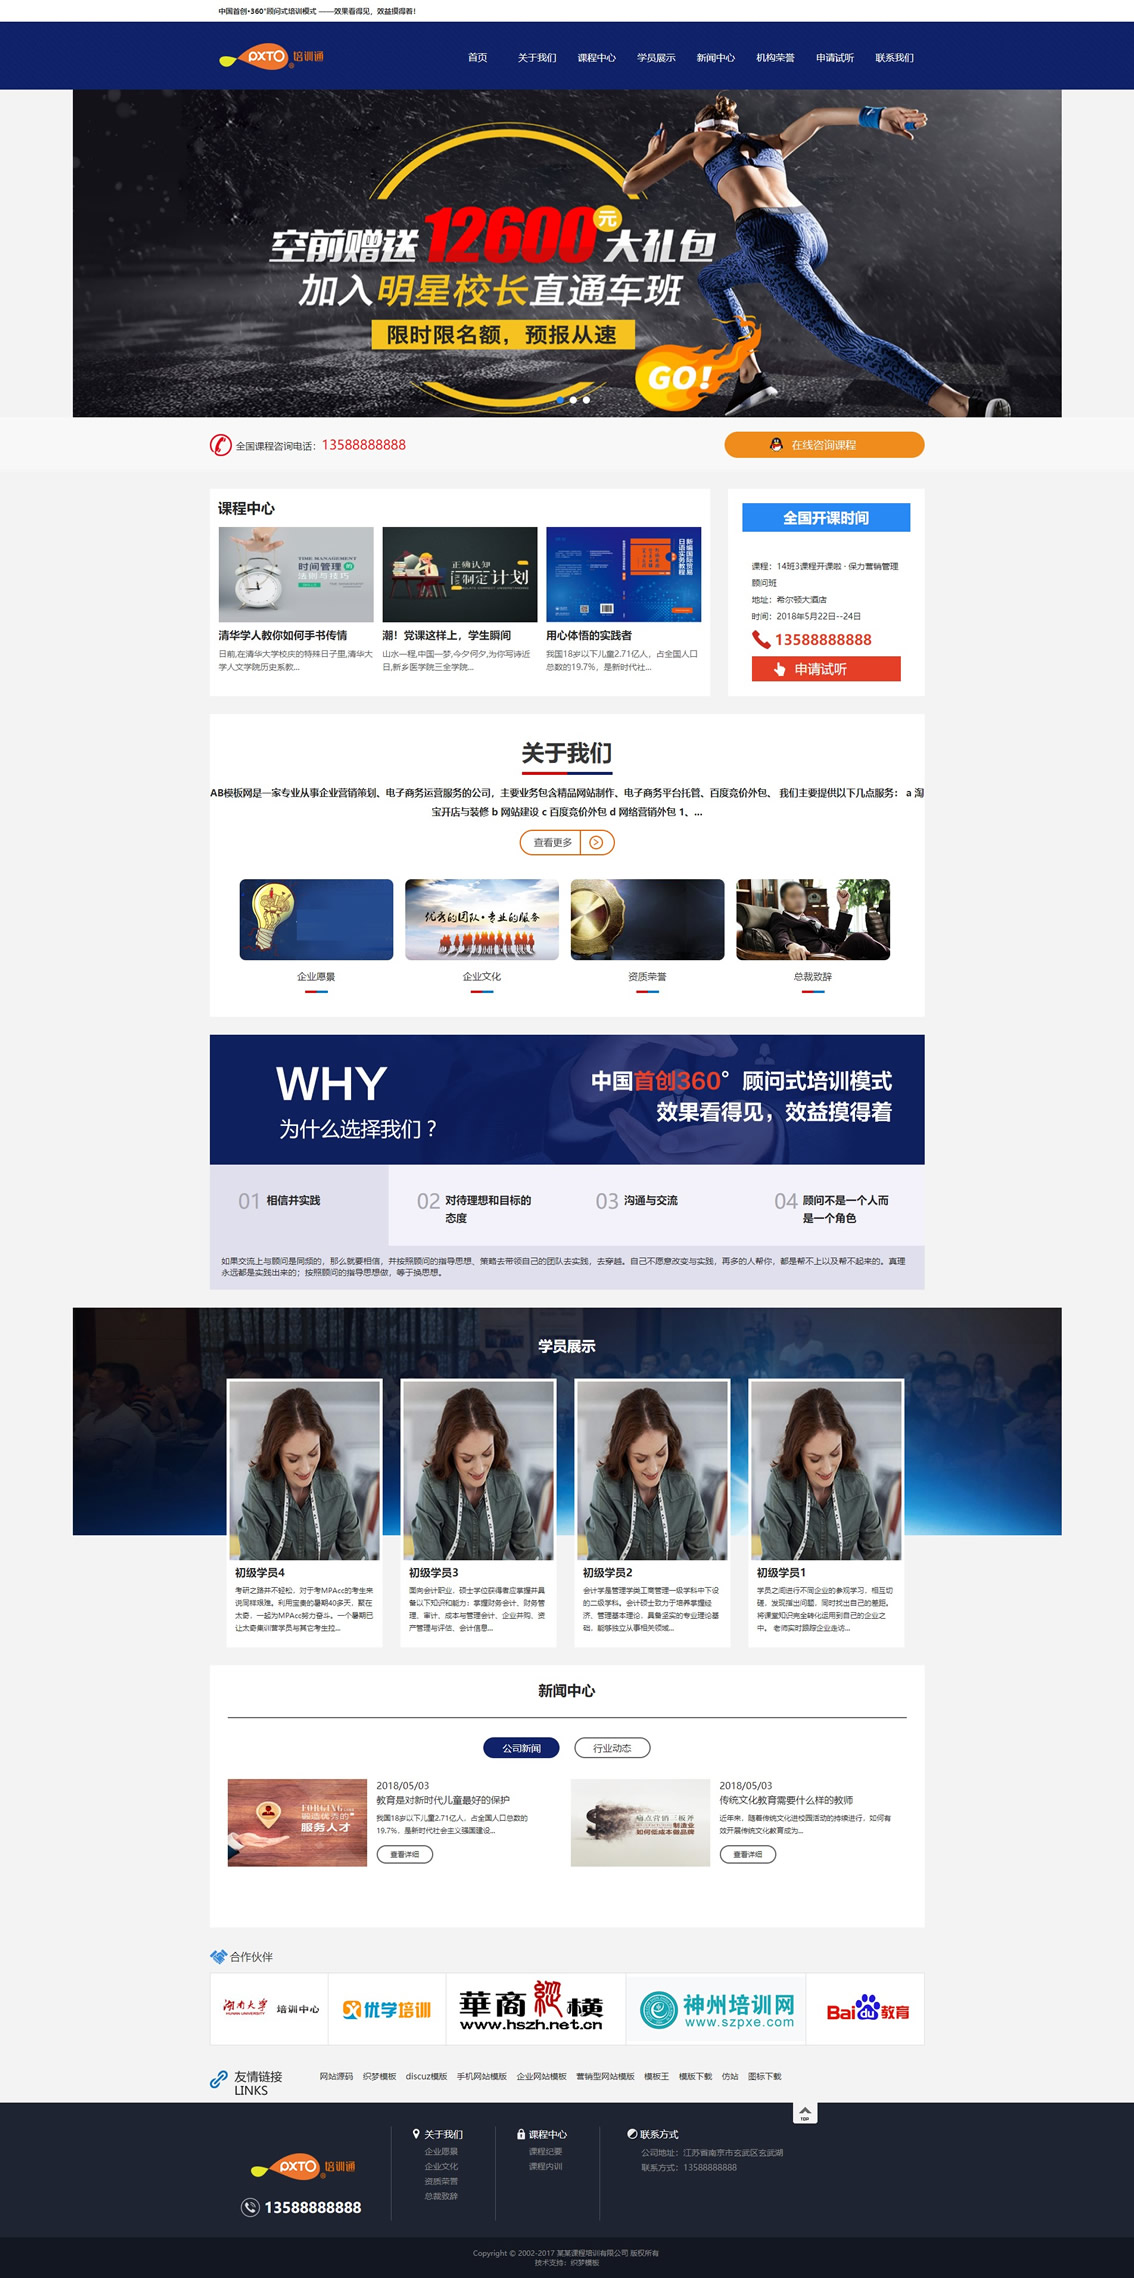 中国首创•360°顾问式培训模式 ——效果看得见，效益摸得着！
PXTO 培训通
首页 关于我们 课程中心 学员展示 新闻中心 机构荣誉 申请试听 联系我们
空前赠送12600元大礼包
加入明星校长直通车班
限时限名额，预报从速
GO!
全国课程咨询电话：13588888888
在线咨询课程
课程中心
TIME MANAGEMENT
时间管理的
法则与技巧
正确认知
制定计划
新编国际贸易
日语实务教程
清华学人教你如何手书传情
日前,在清华大学校庆的特殊日子里,清华大
学人文学院历史系教...
潮！党课这样上，学生瞬间
山水一程,中国一梦,今夕何夕,为你写诗近
日,新乡医学院三全学院...
用心体悟的实践者
我国18岁以下儿童2.71亿人，占全国人口
总数的19.7%，是新时代社...
全国开课时间
课程：14班3课程开课啦 · 保力营销管理
顾问班
地址：希尔顿大酒店
时间：2018年5月22日--24日
13588888888
申请试听
关于我们
AB模板网是一家专业从事企业营销策划、电子商务运营服务的公司，主要业务包含精品网站制作、电子商务平台托管、百度竞价外包、 我们主要提供以下几点服务： a 淘
宝开店与装修 b 网站建设 c 百度竞价外包 d 网络营销外包 1、...
查看更多
优秀的团队•专业的服务
企业愿景 企业文化 资质荣誉 总裁致辞
WHY
为什么选择我们？
中国首创360°顾问式培训模式
效果看得见，效益摸得着
01 相信并实践
02 对待理想和目标的
态度
03 沟通与交流
04 顾问不是一个人而
是一个角色
如果交流上与顾问是同频的，那么就要相信，并按照顾问的指导思想、策略去带领自己的团队去实践，去穿越。自己不愿意改变与实践，再多的人帮你，都是帮不上以及帮不起来的。真理
永远都是实践出来的；按照顾问的指导思想做，等于换思想。
学员展示
初级学员4
考研之路并不轻松，对于考MPAcc的考生来
说同样艰难。利用宝贵的暑期40多天，聚在
太奇，一起为MPAcc努力奋斗。一个暑期已
让太奇集训营学员与其它考生拉...
初级学员3
面向会计职业，硕士学位获得者应掌握并具
备以下知识和能力：掌握财务会计、财务管
理、审计、成本与管理会计、企业并购、资
产管理与评估、会计信息...
初级学员2
会计学是管理学类工商管理一级学科中下设
的二级学科。会计硕士致力于培养掌握经
济、管理基本理论，具备坚实的专业理论基
础，能够独立从事相关领域...
初级学员1
学员之间进行不同企业的参观学习，相互切
磋，发现指出问题，同时找出自己的差距。
将课堂知识完全转化运用到自己的企业之
中。 老师实时跟踪企业走访...
新闻中心
公司新闻 行业动态
FORGING
锻造优秀的
服务人才
2018/05/03
教育是对新时代儿童最好的保护
我国18岁以下儿童2.71亿人，占全国人口总数的
19.7%，是新时代社会主义强国建设...
查看详细
痛点营销三板斧
制造业
如何低成本做品牌
2018/05/03
传统文化教育需要什么样的教师
近年来，随着传统文化进校园活动的持续进行，如何有
效开展传统文化教育成为...
查看详细
合作伙伴
湖南大学 培训中心
HUNAN UNIVERSITY
优学培训
華商縱横
www.hszh.net.cn
神州培训网
www.szpxe.com
Baidu教育
友情链接
LINKS
网站源码 织梦模板 discuz模版 手机网站模版 企业网站模板 营销型网站模版 模板王 模版下载 仿站 图标下载
TOP
PXTO 培训通
13588888888
关于我们
企业愿景
企业文化
资质荣誉
总裁致辞
课程中心
课程纪要
课程内训
联系方式
公司地址：江苏省南京市玄武区玄武湖
联系方式：13588888888
Copyright © 2002-2017 某某课程培训有限公司 版权所有
技术支持：织梦模板